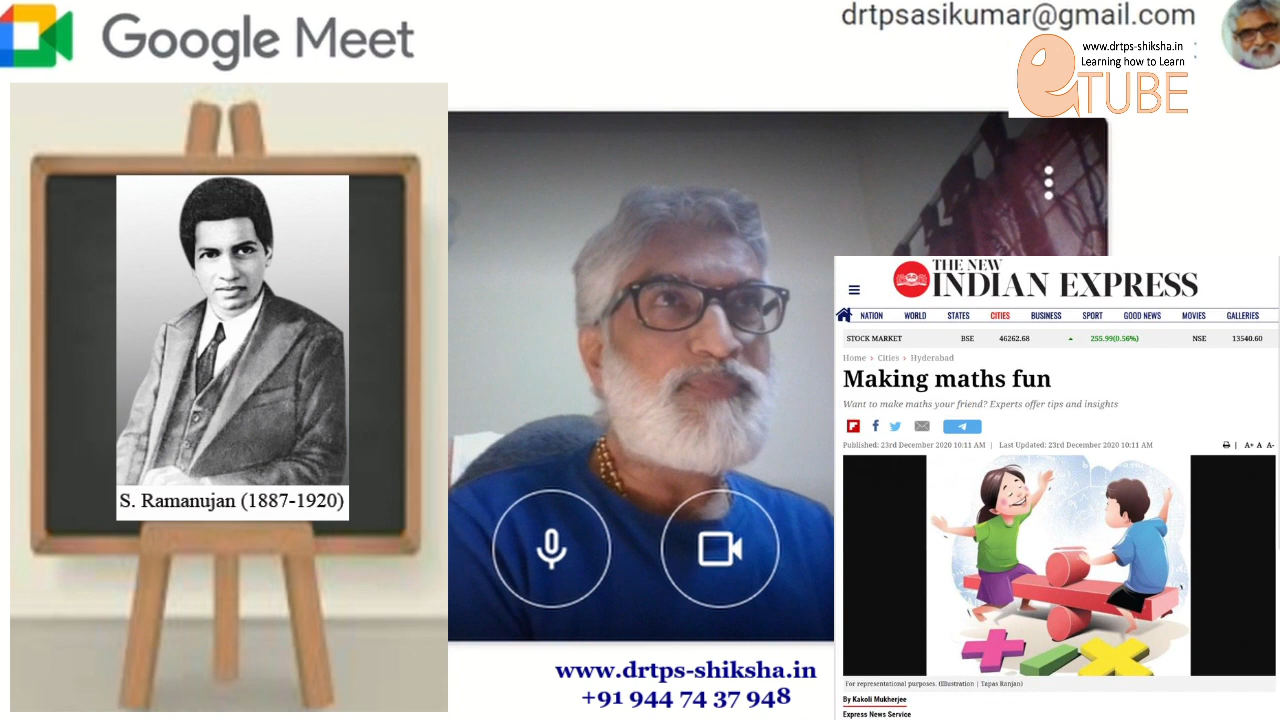 Google Meet
drtpsasikumar@gmail.com
www.drtps-shiksha.in
Learning how to Learn
eTUBE
S. Ramanujan (1887-1920)
www.drtps-shiksha.in
+91 944 74 37 948
THE NEW
INDIAN EXPRESS
NATION WORLD STATES CITIES BUSINESS SPORT GOOD NEWS MOVIES GALLERIES
STOCK MARKET BSE 46262.68 255.99(0.56%) NSE 13540.60
Home > Cities > Hyderabad
Making maths fun
Want to make maths your friend? Experts offer tips and insights
Published: 23rd December 2020 10:11 AM | Last Updated: 23rd December 2020 10:11 AM | A+ A A-
For representational purposes. (Illustration | Tapas Ranjan)
By Kakoli Mukherjee
Express News Service